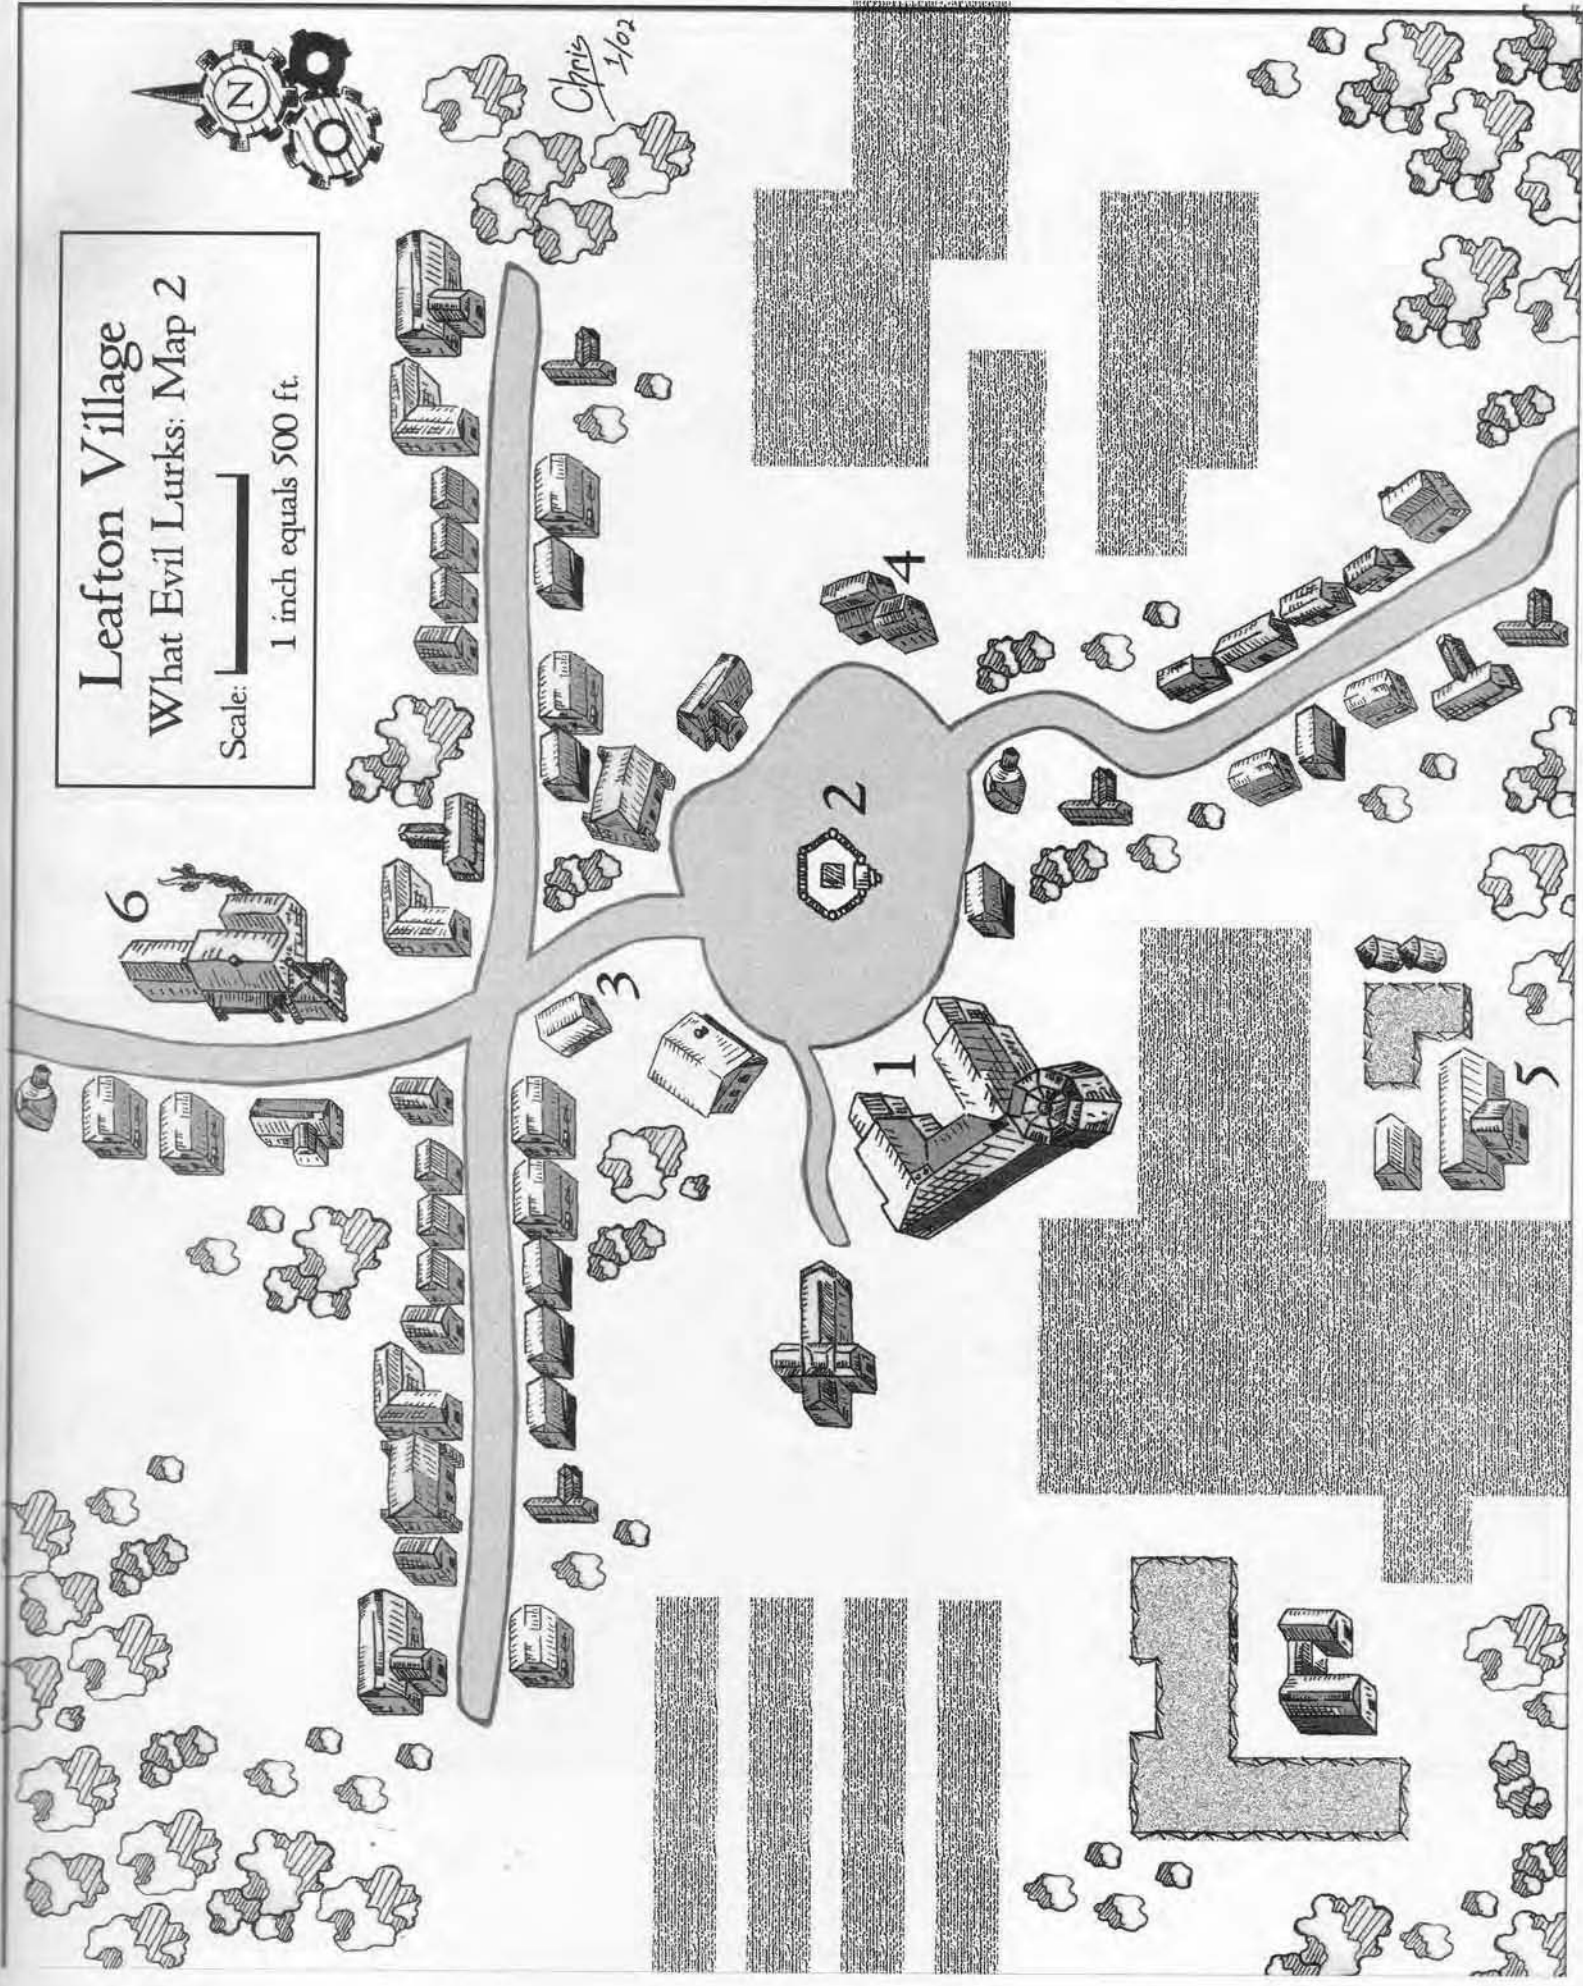 Leafton Village
What Evil Lurks: Map 2
Scale:
1 inch equals 500 ft.
N
Chris
1/02
6
3
2
4
1
5